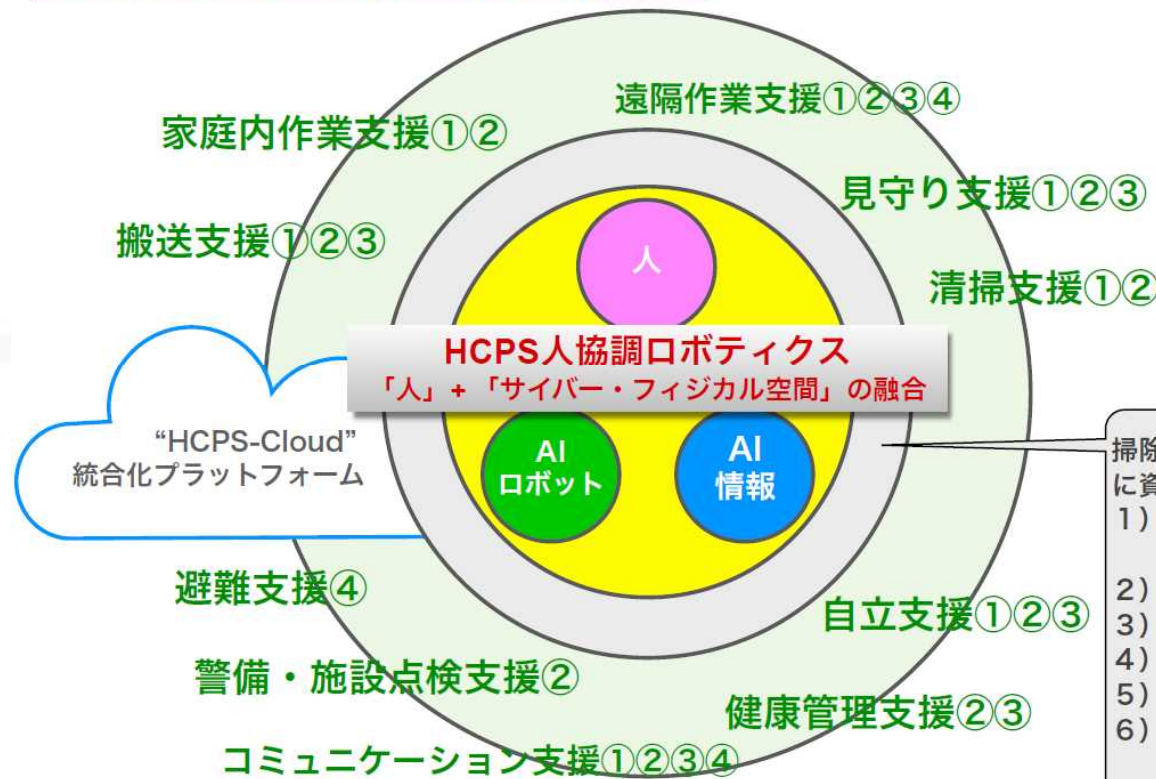 遠隔作業支援①②③④
家庭内作業支援①②
見守り支援①②③
搬送支援①②③
清掃支援①②
人
HCPS人協調ロボティクス
「人」+「サイバー・フィジカル空間」の融合
“HCPS-Cloud”
統合化プラットフォーム
AI
ロボット
AI
情報
掃除
に資
1）
2）
3）
4）
5）
6）
避難支援④
自立支援①②③
警備・施設点検支援②
健康管理支援②③
コミュニケーション支援①②③④